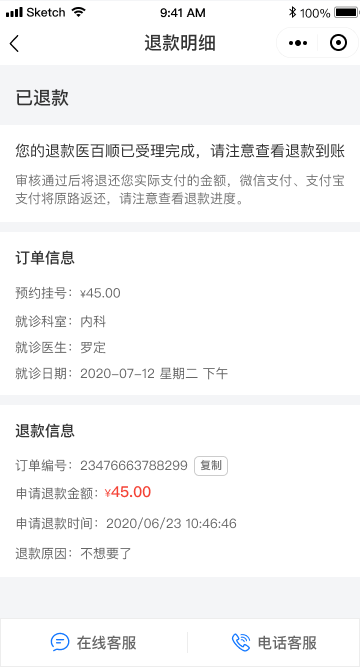 Sketch 9:41 AM 100%
退款明细
已退款
您的退款医百顺已受理完成，请注意查看退款到账
审核通过后将退还您实际支付的金额，微信支付、支付宝
支付将原路返还，请注意查看退款进度。
订单信息
预约挂号：¥45.00
就诊科室：内科
就诊医生：罗定
就诊日期：2020-07-12 星期二 下午
退款信息
订单编号：23476663788299 复制
申请退款金额：¥45.00
申请退款时间：2020/06/23 10:46:46
退款原因：不想要了
在线客服 电话客服